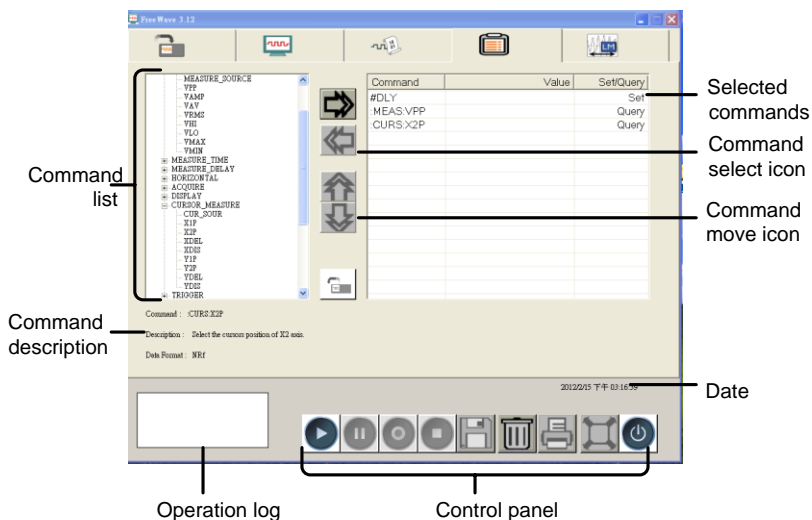 Free Wave 3.12
LM
MEASURE_SOURCE
VPP
VAMP
VAV
VRMS
VHI
VLO
VMAX
VMIN
MEASURE_TIME
MEASURE_DELAY
HORIZONTAL
ACQUIRE
DISPLAY
CURSOR_MEASURE
CUR_SOUR
X1P
X2P
XDEL
XDIS
Y1P
Y2P
YDEL
YDIS
TRIGGER
Command Value Set/Query
#DLY Set
:MEAS:VPP Query
:CURS:X2P Query
Command : :CURS:X2P
Description : Select the cursors position of X2 axis.
Data Format : NRf
2012/2/15 下午 03:16:39
Command
list
Command
description
Selected
commands
Command
select icon
Command
move icon
Date
Operation log
Control panel